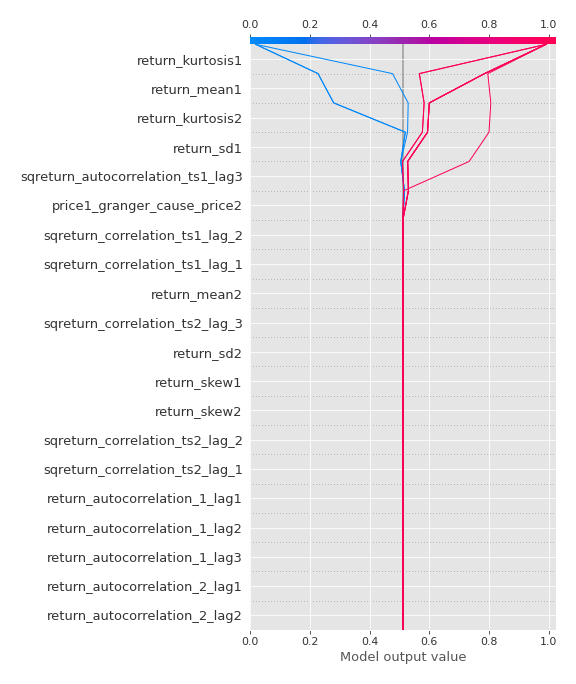 0.0 0.2 0.4 0.6 0.8 1.0
return_kurtosis1
return_mean1
return_kurtosis2
return_sd1
sqreturn_autocorrelation_ts1_lag3
price1_granger_cause_price2
sqreturn_correlation_ts1_lag_2
sqreturn_correlation_ts1_lag_1
return_mean2
sqreturn_correlation_ts2_lag_3
return_sd2
return_skew1
return_skew2
sqreturn_correlation_ts2_lag_2
sqreturn_correlation_ts2_lag_1
return_autocorrelation_1_lag1
return_autocorrelation_1_lag2
return_autocorrelation_1_lag3
return_autocorrelation_2_lag1
return_autocorrelation_2_lag2
0.0 0.2 0.4 0.6 0.8 1.0
Model output value